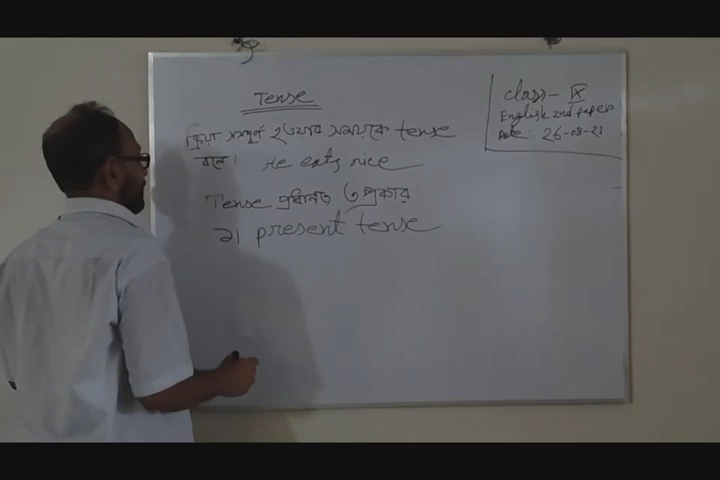 Tense
class - IX
English 2nd paper
Date: 26-08-21
ক্রিয়া সম্পূর্ণ হওয়ার সময়কে tense
বলে। He eats rice
Tense প্রধানত ৩ প্রকার
১। present tense